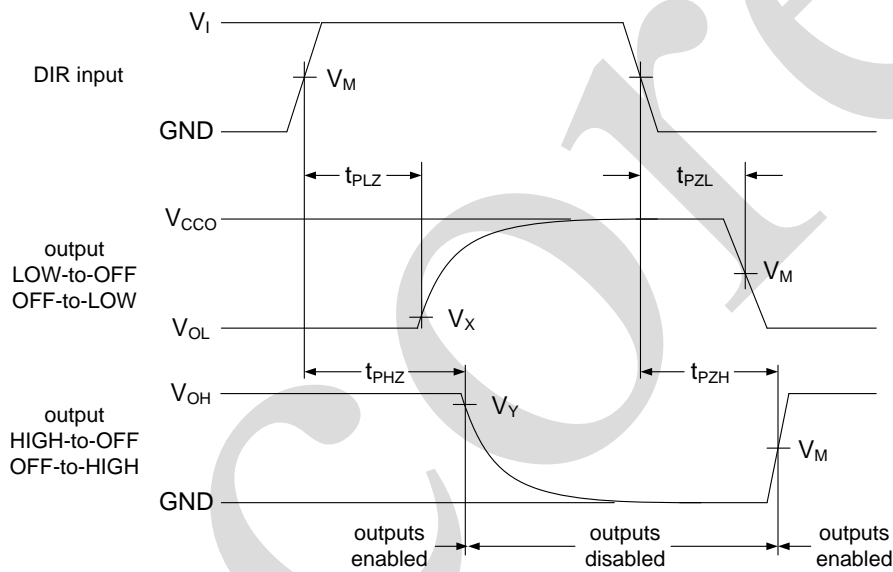 V_I
DIR input
V_M
GND
t_PLZ
t_PZL
V_CCO
output
LOW-to-OFF
OFF-to-LOW
V_M
V_OL
V_X
t_PHZ
t_PZH
V_OH
output
HIGH-to-OFF
OFF-to-HIGH
V_Y
V_M
GND
outputs
enabled
outputs
disabled
outputs
enabled